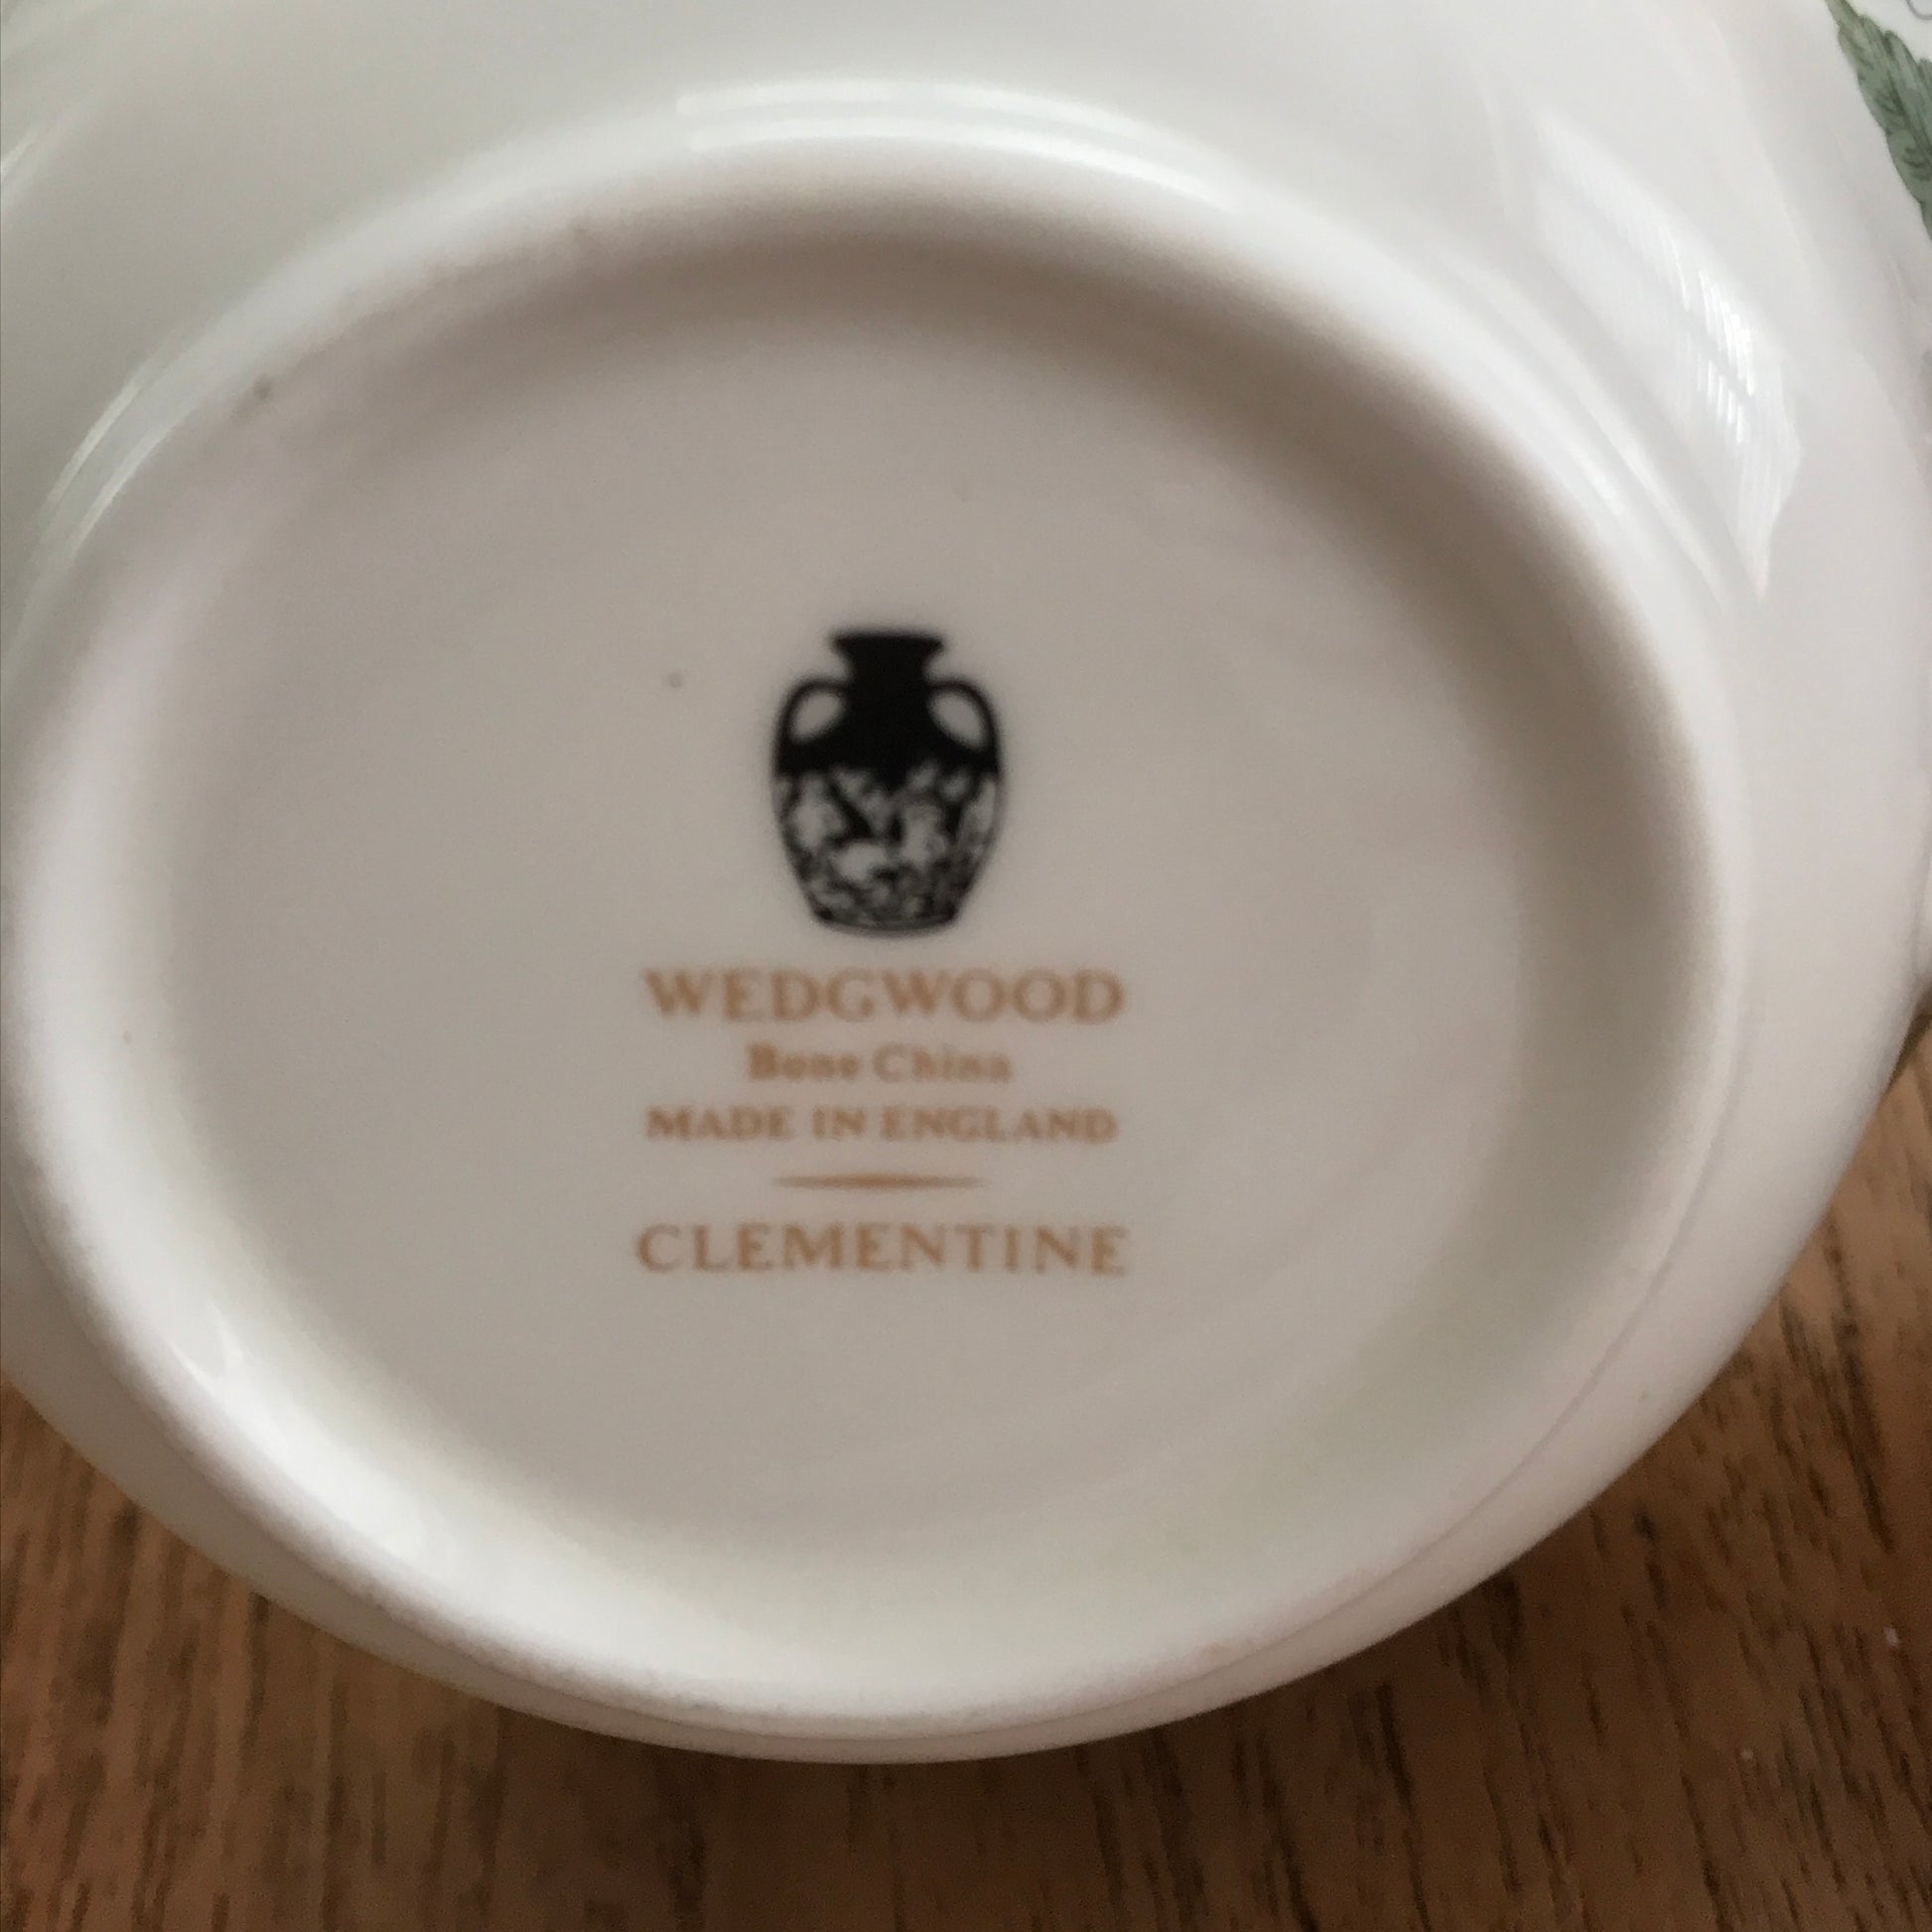 WEDGWOOD
Bone China
MADE IN ENGLAND
CLEMENTINE